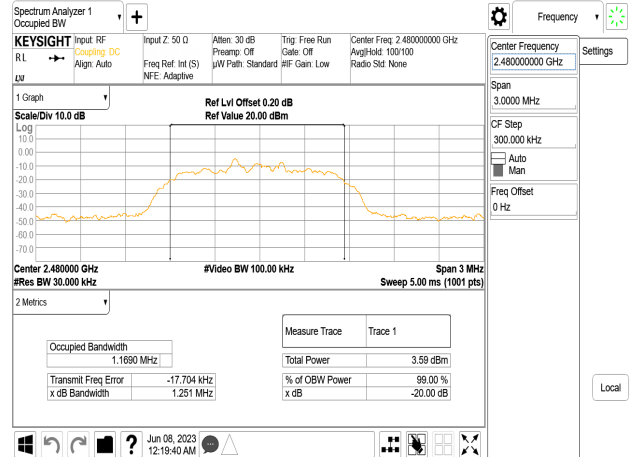 Spectrum Analyzer 1
Occupied BW
Frequency
KEYSIGHT
Input: RF
Coupling: DC
Align: Auto
Input Z: 50 Ω
Freq Ref: Int (S)
NFE: Adaptive
Atten: 30 dB
Preamp: Off
µW Path: Standard
Trig: Free Run
Gate: Off
#IF Gain: Low
Center Freq: 2.480000000 GHz
Avg|Hold: 100/100
Radio Std: None
R L
LXI
1 Graph
Ref Lvl Offset 0.20 dB
Scale/Div 10.0 dB
Ref Value 20.00 dBm
Log
10.0
0.00
-10.0
-20.0
-30.0
-40.0
-50.0
-60.0
-70.0
Center 2.480000 GHz
#Video BW 100.00 kHz
Span 3 MHz
#Res BW 30.000 kHz
Sweep 5.00 ms (1001 pts)
2 Metrics
Measure Trace
Trace 1
Occupied Bandwidth
1.1690 MHz
Total Power
3.59 dBm
Transmit Freq Error
-17.704 kHz
% of OBW Power
99.00 %
x dB Bandwidth
1.251 MHz
x dB
-20.00 dB
Center Frequency
2.480000000 GHz
Settings
Span
3.0000 MHz
CF Step
300.000 kHz
Auto
Man
Freq Offset
0 Hz
Local
?
Jun 08, 2023
12:19:40 AM